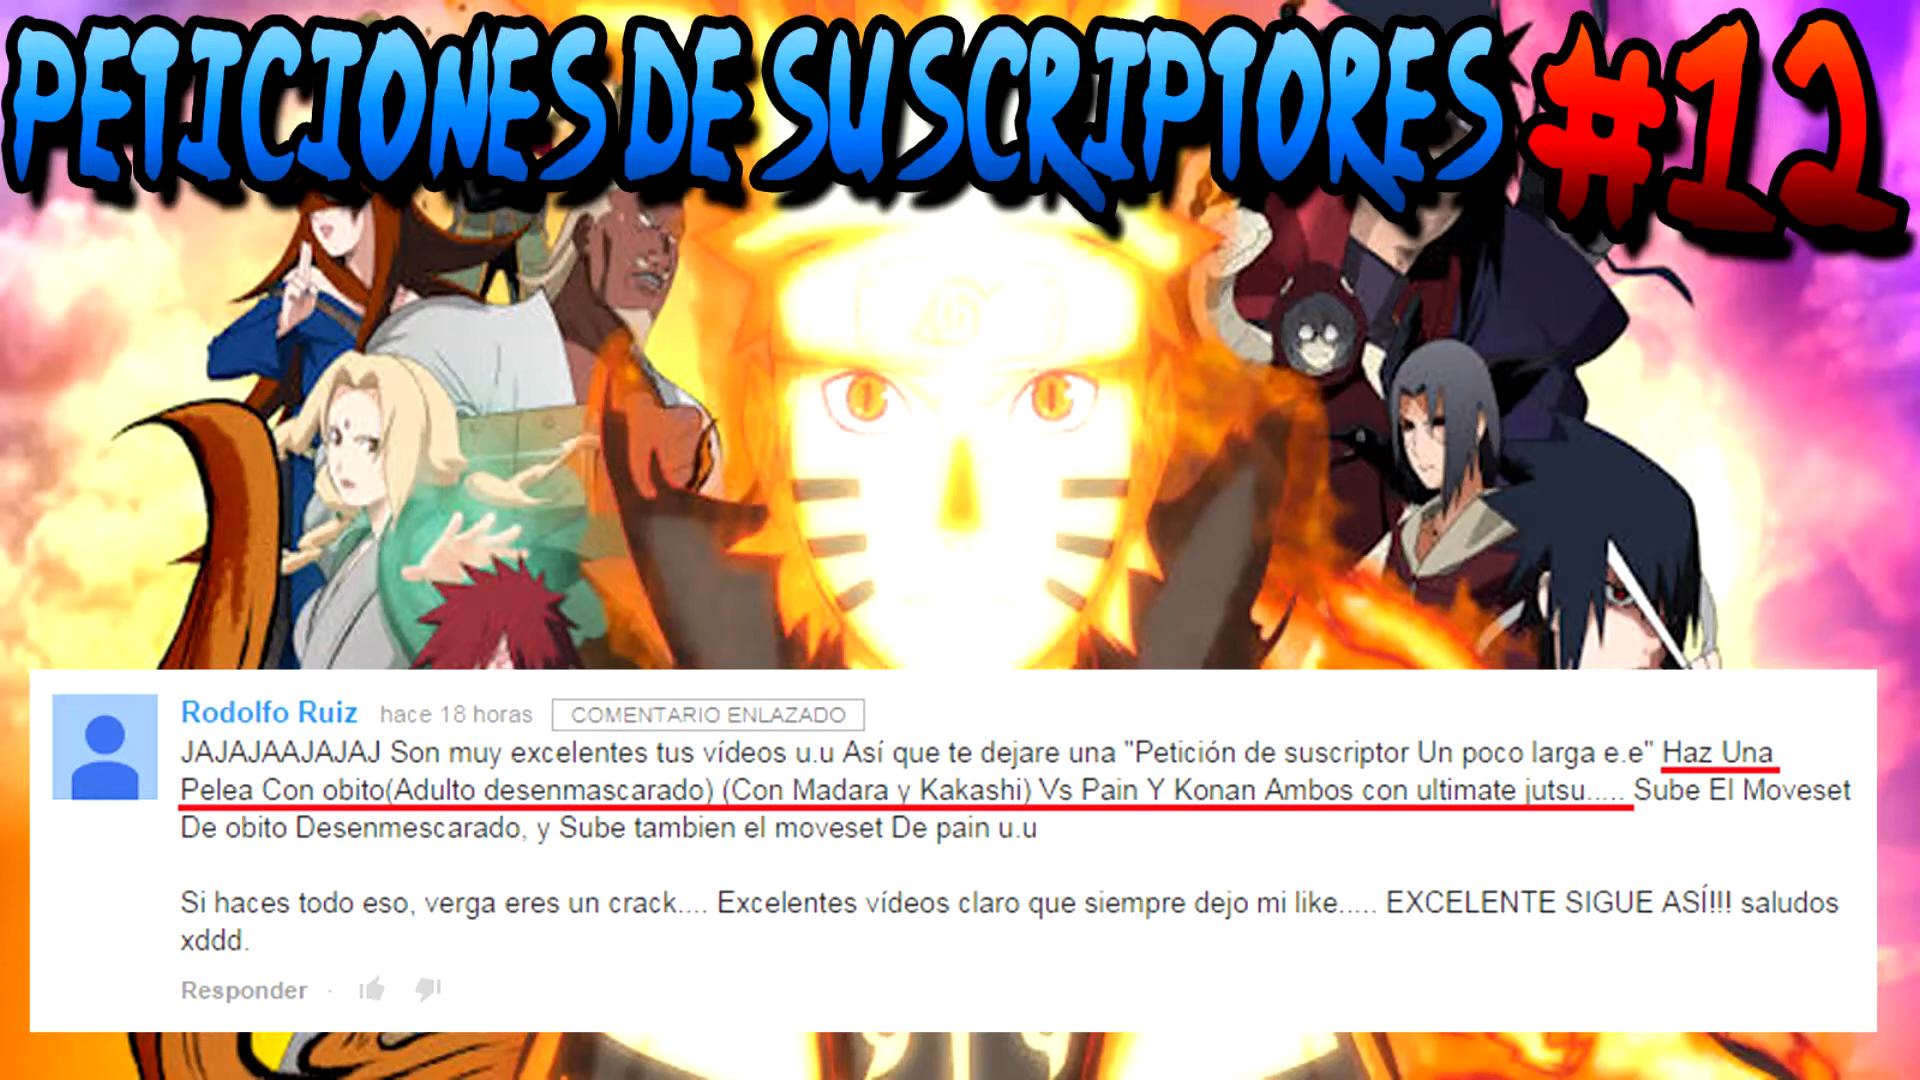 PETICIONES DE SUSCRIPTORES #12
Rodolfo Ruiz hace 18 horas COMENTARIO ENLAZADO
JAJAJAAJAJAJ Son muy excelentes tus vídeos u.u Así que te dejare una "Petición de suscriptor Un poco larga e.e" Haz Una
Pelea Con obito(Adulto desenmascarado) (Con Madara y Kakashi) Vs Pain Y Konan Ambos con ultimate jutsu..... Sube El Moveset
De obito Desenmescarado, y Sube tambien el moveset De pain u.u
Si haces todo eso, verga eres un crack.... Excelentes vídeos claro que siempre dejo mi like..... EXCELENTE SIGUE ASÍ!!! saludos
xddd.
Responder ·